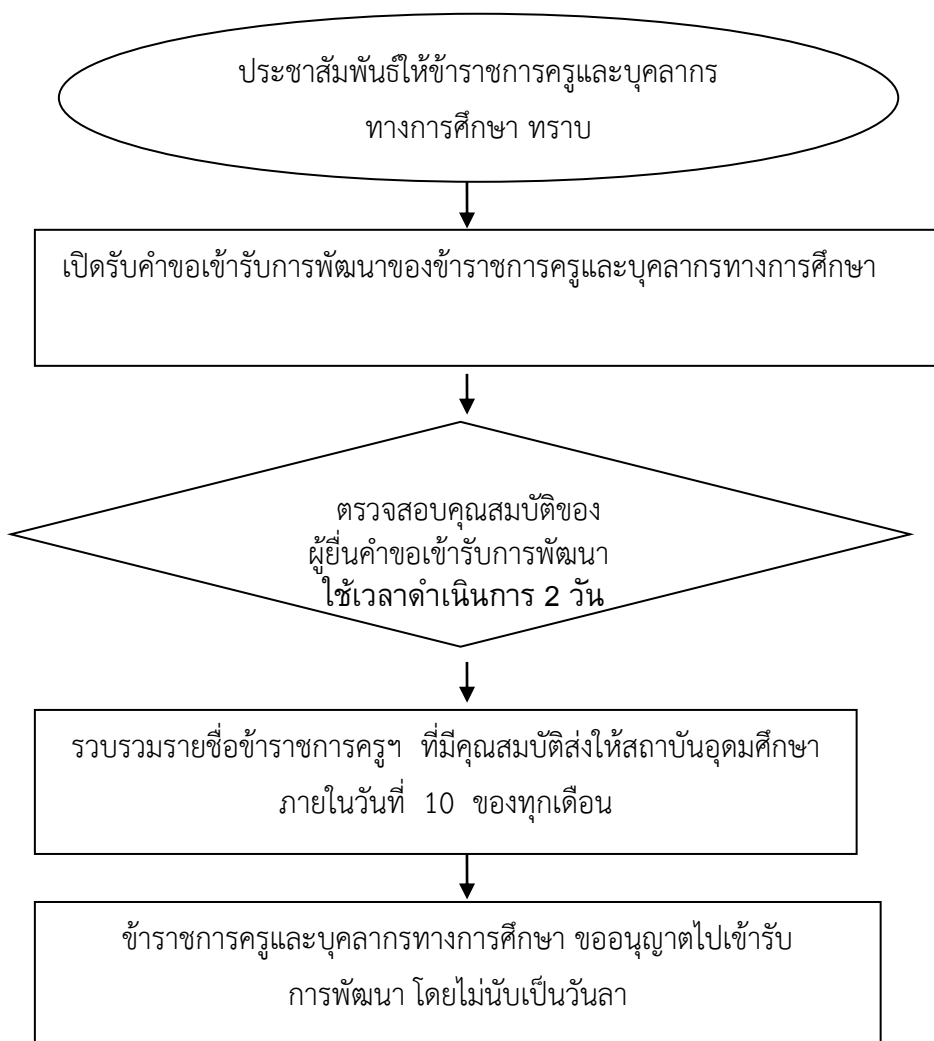 ประชาสัมพันธ์ให้ข้าราชการครูและบุคลากร
ทางการศึกษา ทราบ
เปิดรับคำขอเข้ารับการพัฒนาของข้าราชการครูและบุคลากรทางการศึกษา
ตรวจสอบคุณสมบัติของ
ผู้ยื่นคำขอเข้ารับการพัฒนา
ใช้เวลาดำเนินการ 2 วัน
รวบรวมรายชื่อข้าราชการครูฯ ที่มีคุณสมบัติส่งให้สถาบันอุดมศึกษา
ภายในวันที่ 10 ของทุกเดือน
ข้าราชการครูและบุคลากรทางการศึกษา ขออนุญาตไปเข้ารับ
การพัฒนา โดยไม่นับเป็นวันลา